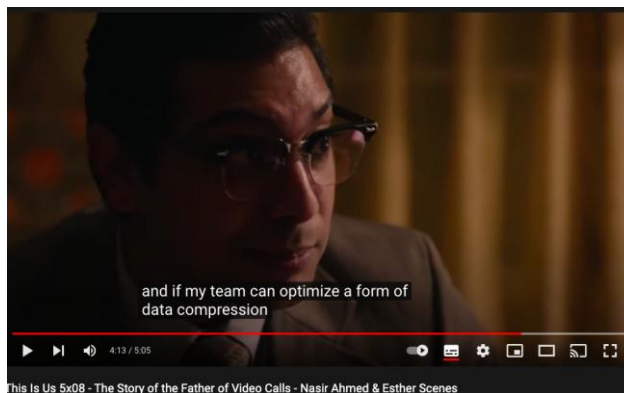 and if my team can optimize a form of
data compression
4:13 / 5:05
This Is Us 5x08 - The Story of the Father of Video Calls - Nasir Ahmed & Esther Scenes